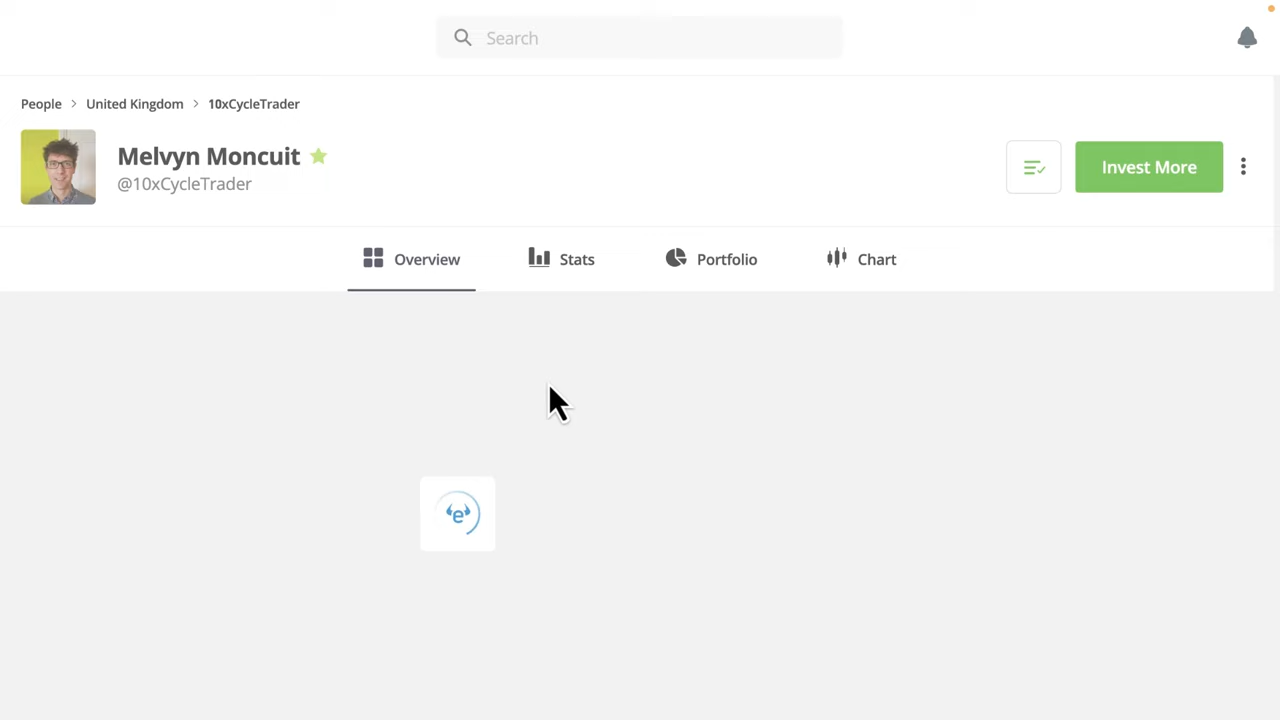 Search
People > United Kingdom > 10xCycleTrader
Melvyn Moncuit
@10xCycleTrader
Invest More
Overview
Stats
Portfolio
Chart
e